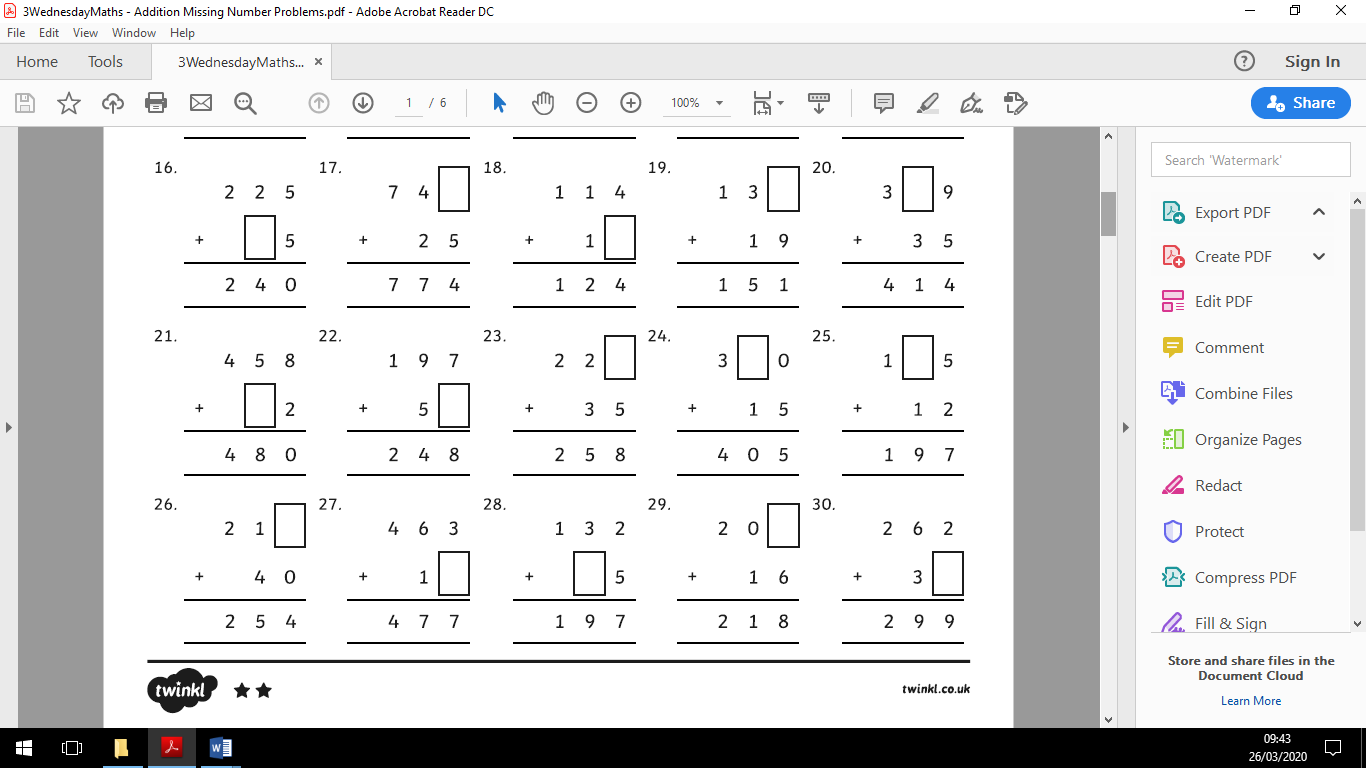 3WednesdayMaths - Addition Missing Number Problems.pdf - Adobe Acrobat Reader DC
File Edit View Window Help
Home Tools 3WednesdayMaths... × ? Sign In
1 / 6 100% Share
16. 17. 18. 19. 20.
2 2 5 7 4 1 1 4 1 3 3 9
+ 5 + 2 5 + 1 + 1 9 + 3 5
2 4 0 7 7 4 1 2 4 1 5 1 4 1 4
21. 22. 23. 24. 25.
4 5 8 1 9 7 2 2 3 0 1 5
+ 2 + 5 + 3 5 + 1 5 + 1 2
4 8 0 2 4 8 2 5 8 4 0 5 1 9 7
26. 27. 28. 29. 30.
2 1 4 6 3 1 3 2 2 0 2 6 2
+ 4 0 + 1 + 5 + 1 6 + 3
2 5 4 4 7 7 1 9 7 2 1 8 2 9 9
twinkl twinkl.co.uk
Search 'Watermark'
Export PDF
Create PDF
Edit PDF
Comment
Combine Files
Organize Pages
Redact
Protect
Compress PDF
Fill & Sign
Store and share files in the
Document Cloud
Learn More
09:43
26/03/2020